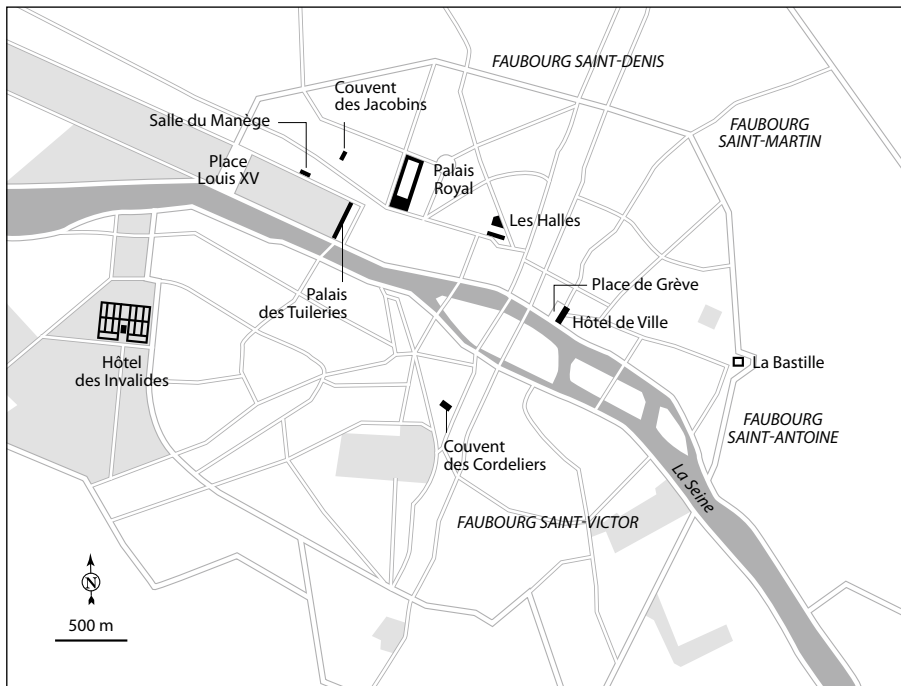 FAUBOURG SAINT-DENIS
Couvent
des Jacobins
Salle du Manège
FAUBOURG
SAINT-MARTIN
Place
Louis XV
Palais
Royal
Les Halles
Place de Grève
Palais
des Tuileries
Hôtel de Ville
Hôtel
des Invalides
La Bastille
FAUBOURG
SAINT-ANTOINE
Couvent
des Cordeliers
La Seine
FAUBOURG SAINT-VICTOR
N
500 m